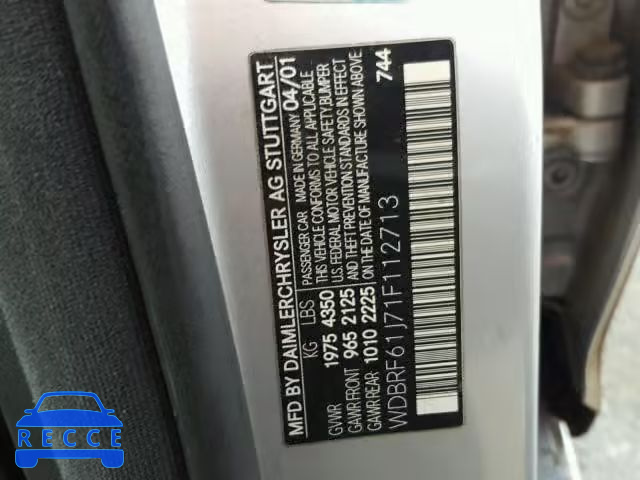 MFD BY DAIMLERCHRYSLER AG STUTTGART
KG LBS PASSENGER CAR MADE IN GERMANY 04/01
GVWR 1975 4350 THIS VEHICLE CONFORMS TO ALL APPLICABLE
U.S. FEDERAL MOTOR VEHICLE SAFETY,BUMPER
GAWR FRONT 965 2125 AND THEFT PREVENTION STANDARDS IN EFFECT
GAWR REAR 1010 2225 ON THE DATE OF MANUFACTURE SHOWN ABOVE
744
WDBRF61J71F112713
RECCE